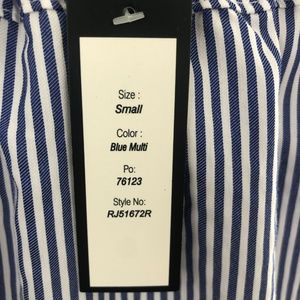 Size :
Small
Color :
Blue Multi
Po:
76123
Style No:
RJ51672R